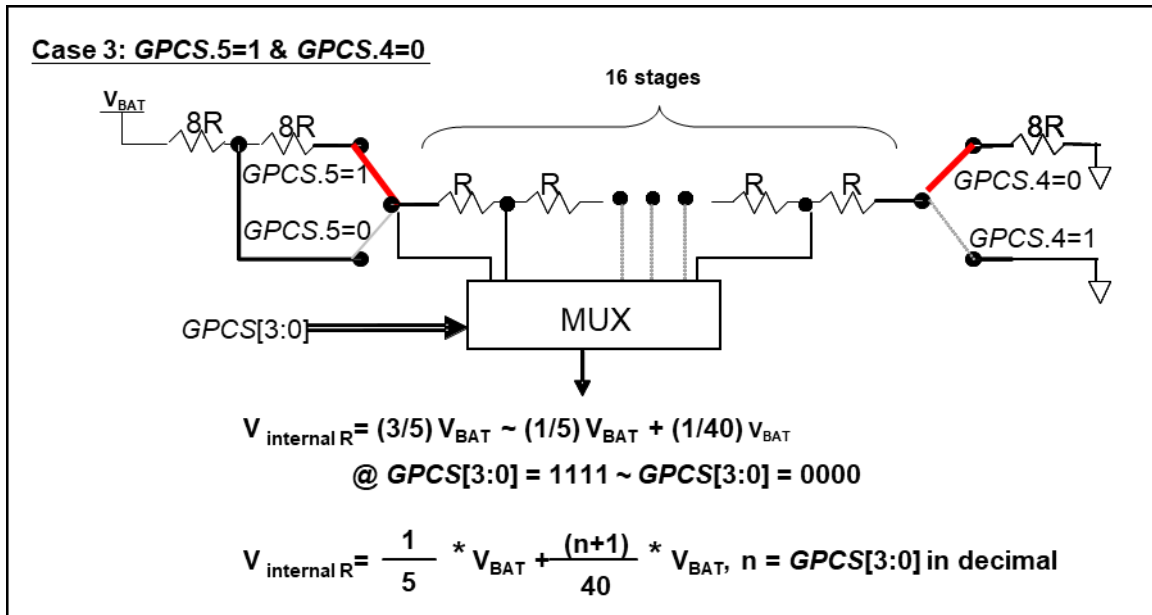 Case 3: GPCS.5=1 & GPCS.4=0
16 stages
VBAT
8R 8R 8R
GPCS.5=1
R R R R
GPCS.4=0
GPCS.5=0
GPCS.4=1
MUX
GPCS[3:0]
V internal R = (3/5) VBAT ~ (1/5) VBAT + (1/40) VBAT
@ GPCS[3:0] = 1111 ~ GPCS[3:0] = 0000
V internal R = 1/5 * VBAT + (n+1)/40 * VBAT, n = GPCS[3:0] in decimal